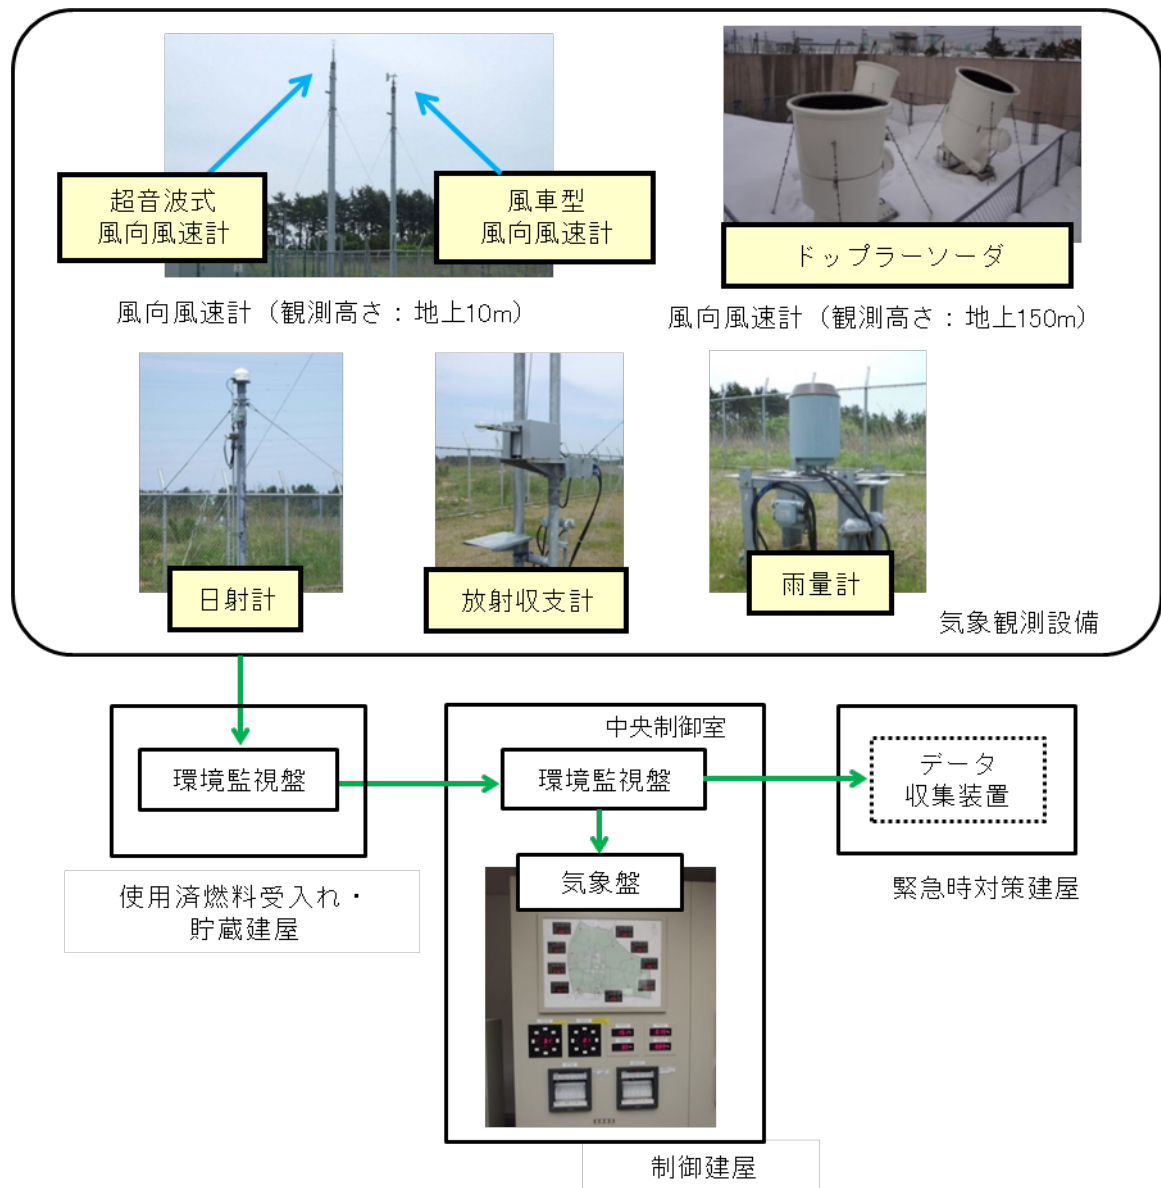 超音波式
風向風速計
風車型
風向風速計
ドップラーソーダ
風向風速計（観測高さ：地上10m）
風向風速計（観測高さ：地上150m）
日射計
放射収支計
雨量計
気象観測設備
中央制御室
環境監視盤
環境監視盤
データ
収集装置
気象盤
使用済燃料受入れ・
貯蔵建屋
緊急時対策建屋
制御建屋